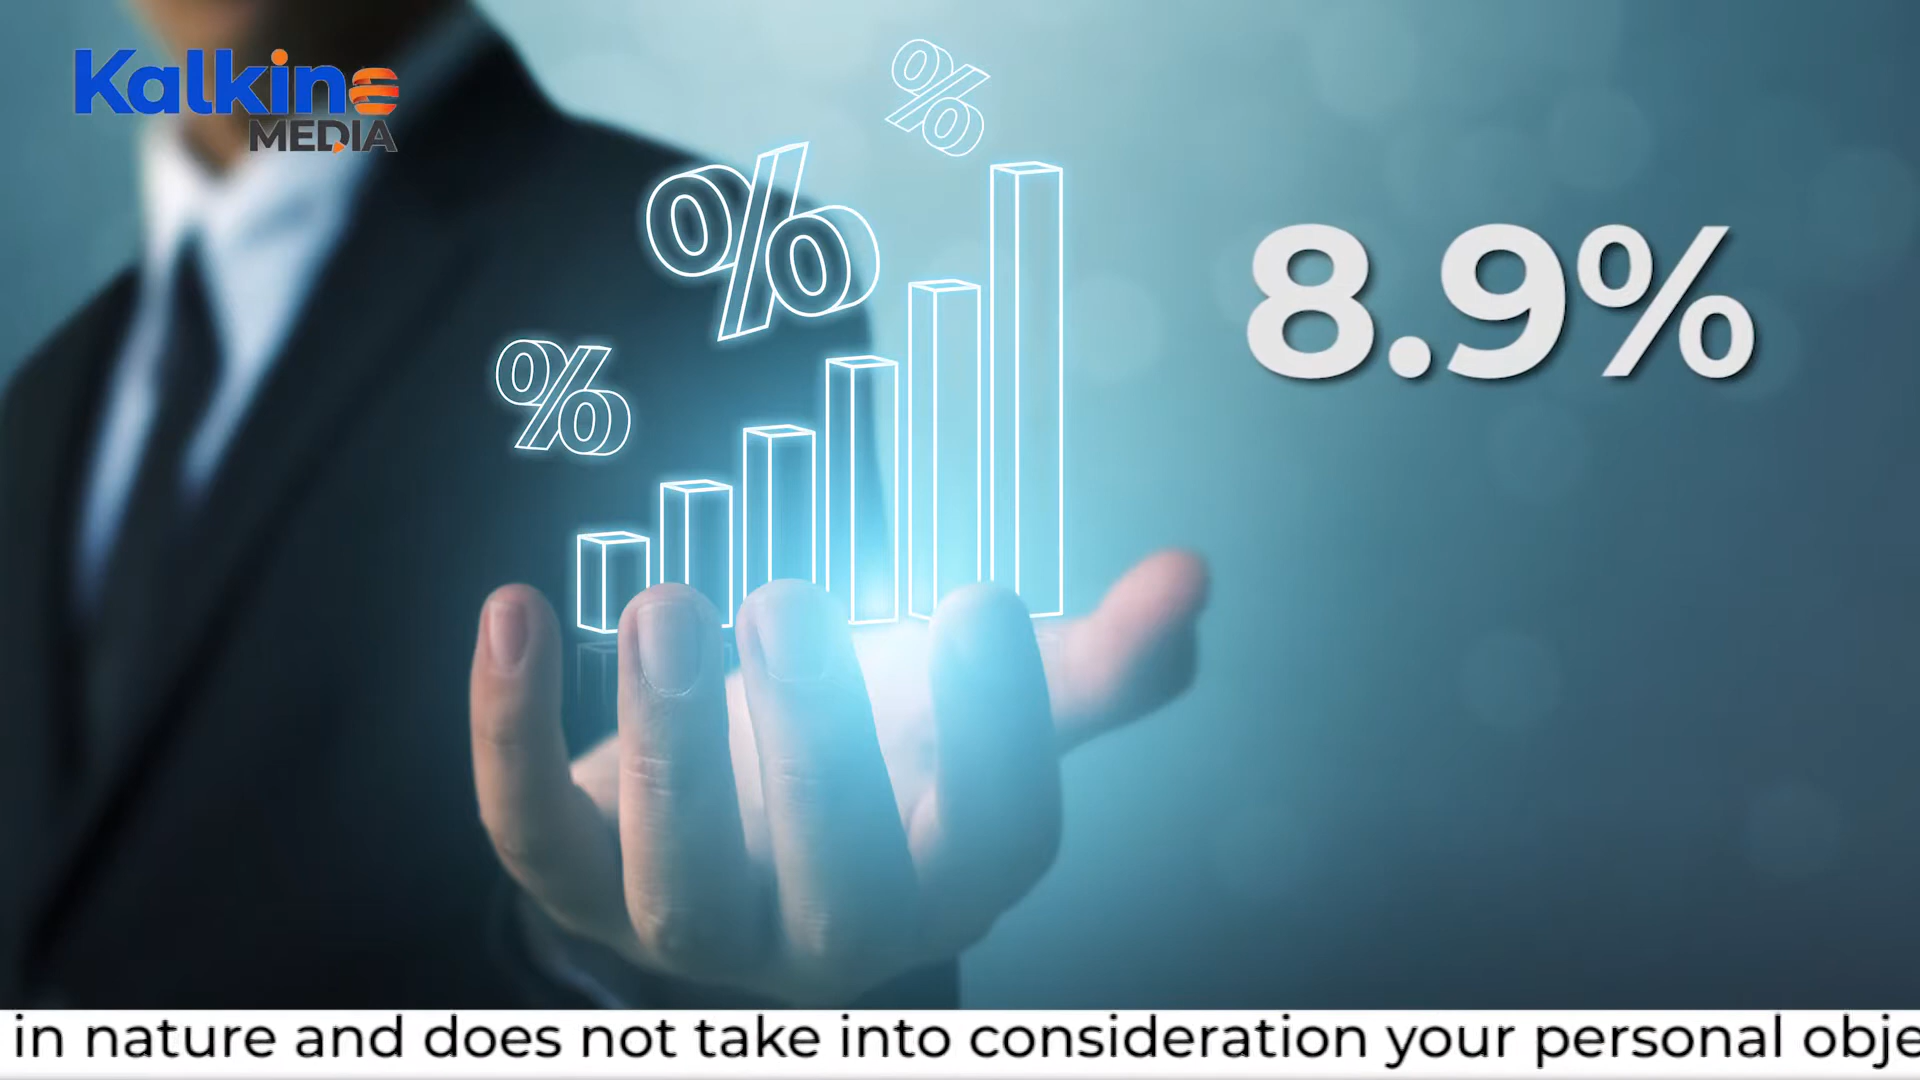 Kalkine
MEDIA
%
%
%
8.9%
in nature and does not take into consideration your personal obje